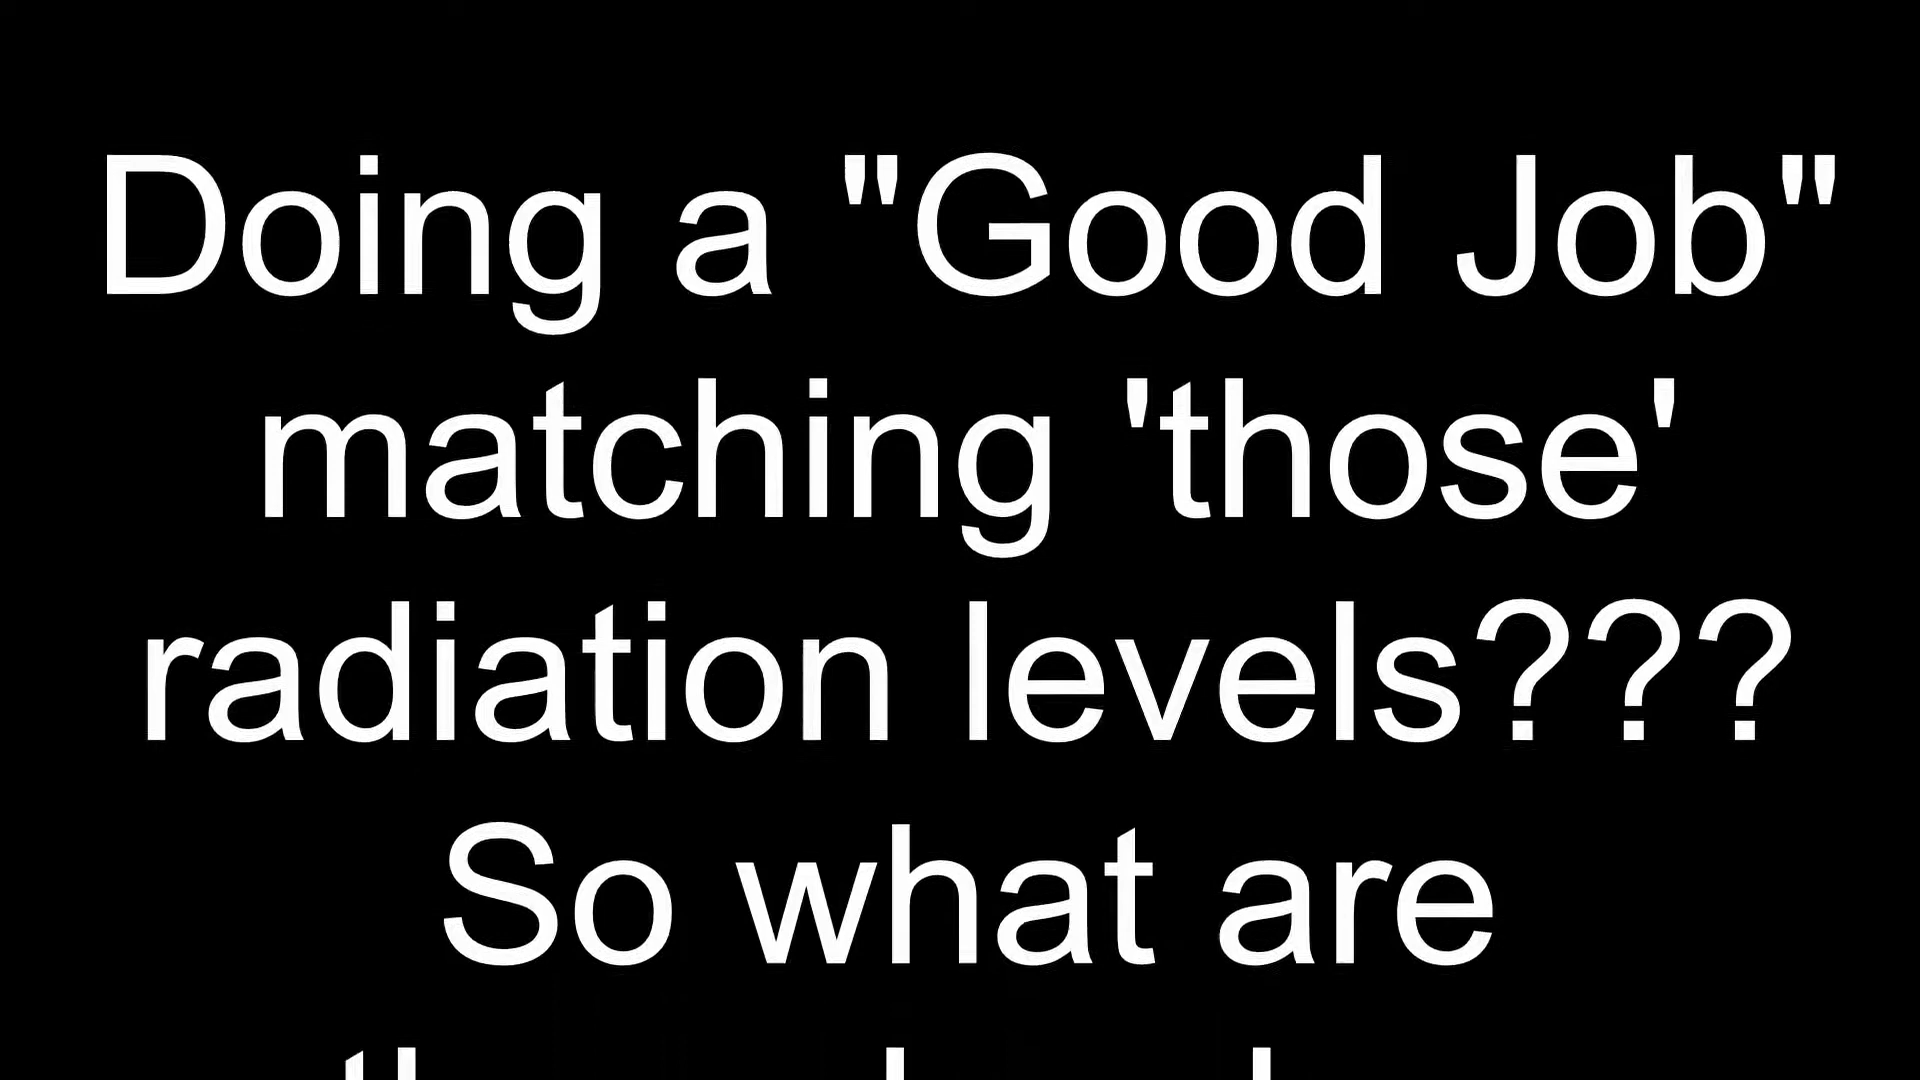 Doing a "Good Job"
matching 'those'
radiation levels???
So what are